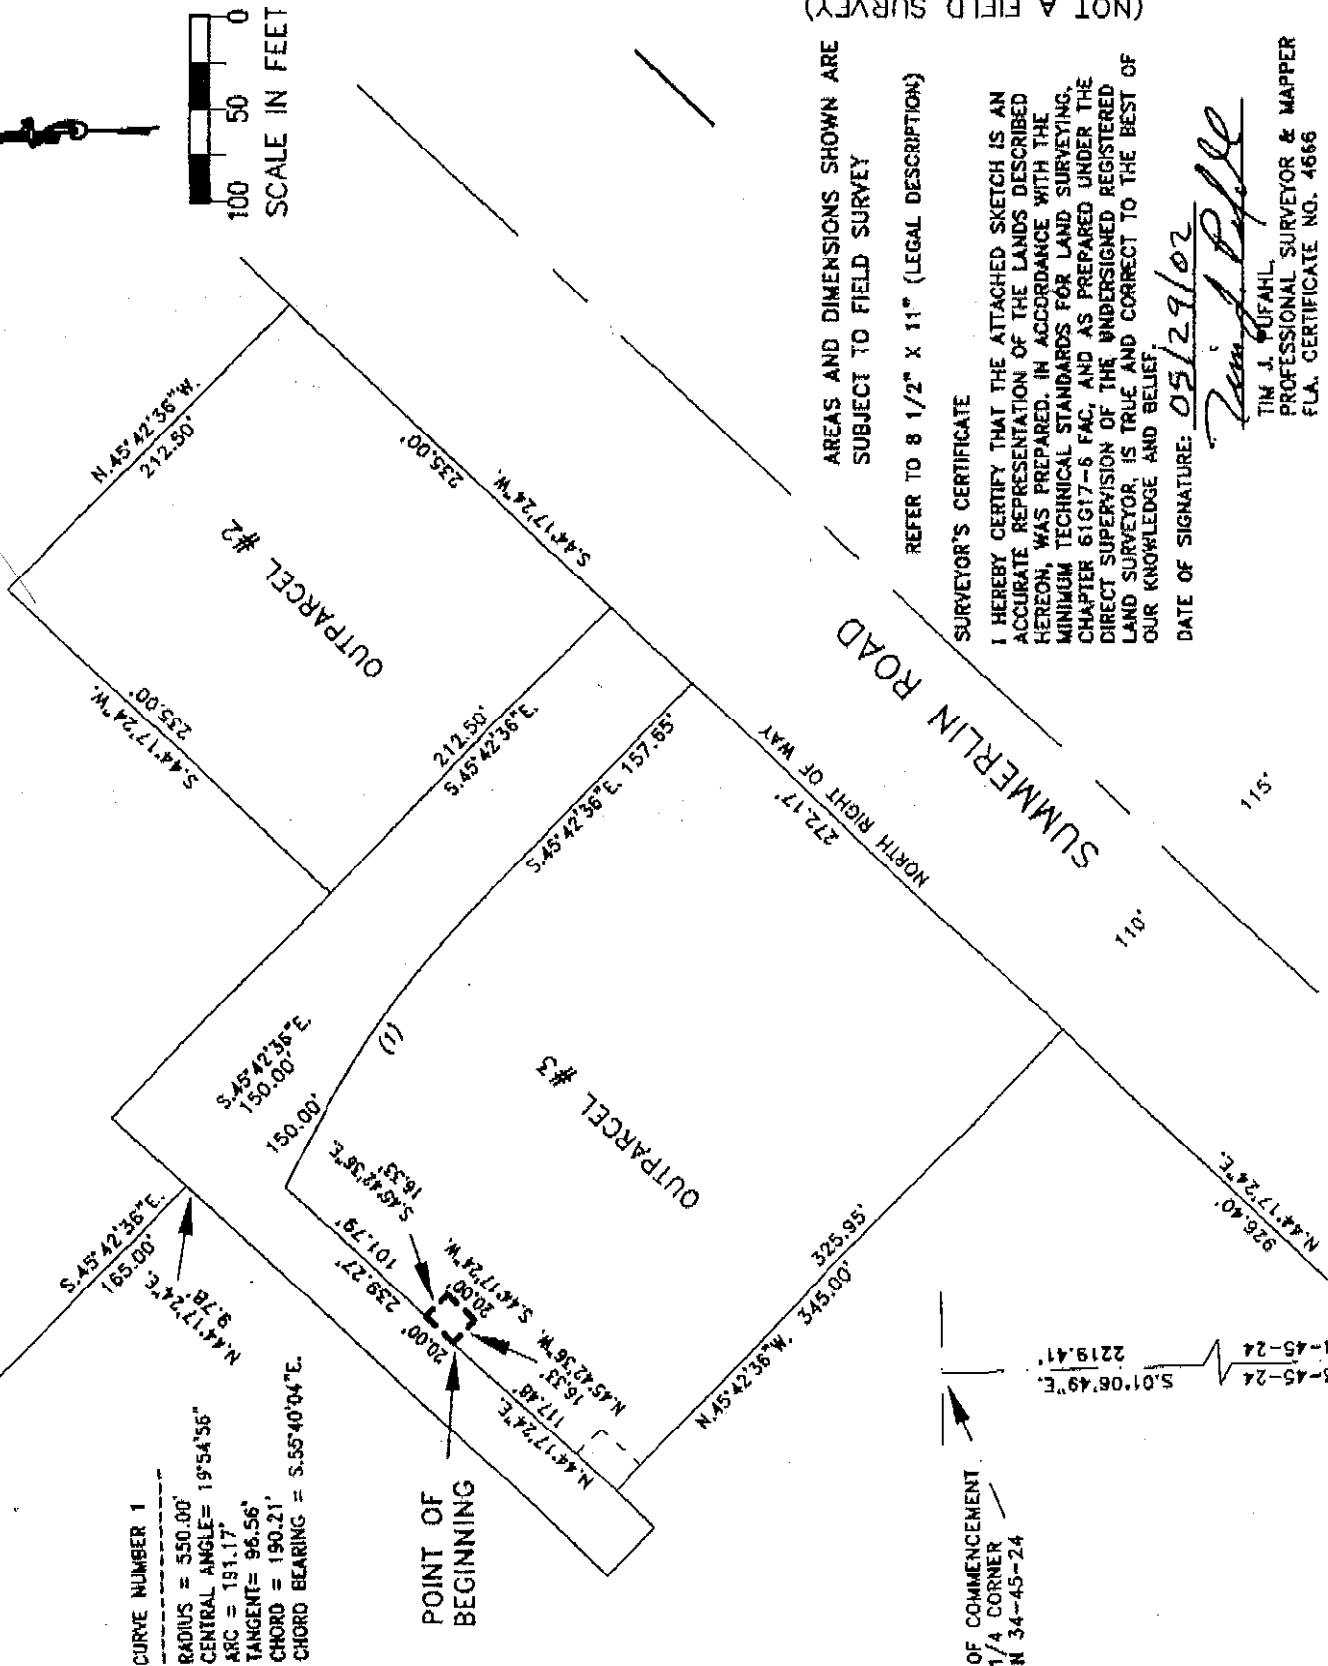 (NOT A FIELD SURVEY)
100 50 0
SCALE IN FEET
AREAS AND DIMENSIONS SHOWN ARE
SUBJECT TO FIELD SURVEY
REFER TO 8 1/2" X 11" (LEGAL DESCRIPTION)
SURVEYOR'S CERTIFICATE
I HEREBY CERTIFY THAT THE ATTACHED SKETCH IS AN
ACCURATE REPRESENTATION OF THE LANDS DESCRIBED
HEREON, WAS PREPARED, IN ACCORDANCE WITH THE
MINIMUM TECHNICAL STANDARDS FOR LAND SURVEYING,
CHAPTER 61G17-6 FAC, AND AS PREPARED UNDER THE
DIRECT SUPERVISION OF THE UNDERSIGNED REGISTERED
LAND SURVEYOR, IS TRUE AND CORRECT TO THE BEST OF
OUR KNOWLEDGE AND BELIEF.
DATE OF SIGNATURE: 05/29/02
TIM J. PUFAHL,
PROFESSIONAL SURVEYOR & MAPPER
FLA. CERTIFICATE NO. 4666
N.45°42'36"W.
212.50'
OUTPARCEL #2
235.00'
S.44°17'24"W.
S.44°17'24"W.
235.00'
212.50'
S.45°42'36"E.
S.45°42'36"E. 157.65'
NORTH RIGHT OF WAY
272.17'
SUMMERLIN ROAD
115'
110'
S.45°42'36"E.
150.00'
150.00'
(1)
OUTPARCEL #3
S.45°42'36"E.
165.00'
N.44°17'24"E.
9.78'
S.45°42'36"E.
16.33'
101.79'
239.27'
20.00'
S.44°17'24"W.
20.00'
N.45°42'36"W.
16.33'
117.48'
N.44°17'24"E.
325.95'
N.45°42'36"W. 345.00'
N.44°17'24"E.
926.40'
CURVE NUMBER 1
RADIUS = 550.00'
CENTRAL ANGLE= 19°54'56"
ARC = 191.17'
TANGENT= 96.56'
CHORD = 190.21'
CHORD BEARING = S.55°40'04"E.
POINT OF
BEGINNING
OF COMMENCEMENT
1/4 CORNER
N 34-45-24
S.01°06'49"E.
2219.41'
-45-24
-45-24